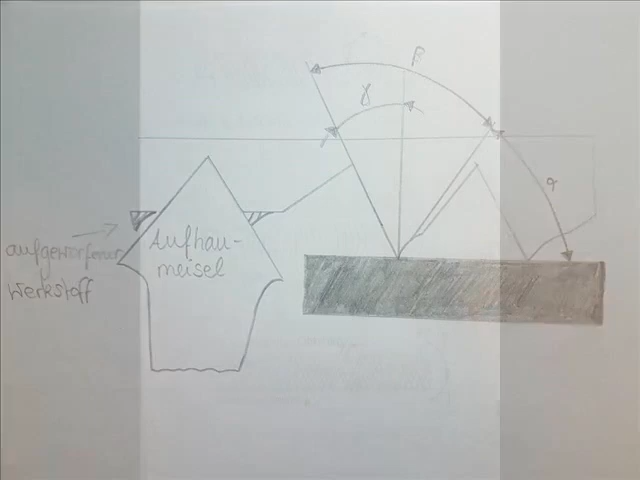 β
γ
α
Aufhau-
meisel
aufgeworfener
Werkstoff